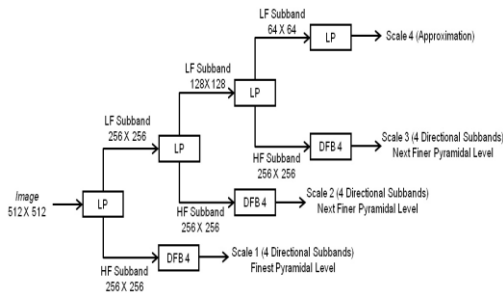 LF Subband
64 X 64
LP
Scale 4 (Approximation)
LF Subband
128X 128
LP
LF Subband
256 X 256
LP
HF Subband
256 X 256
DFB 4
Scale 3 (4 Directional Subbands)
Next Finer Pyramidal Level
Image
512 X 512
LP
HF Subband
256 X 256
DFB 4
Scale 2 (4 Directional Subbands)
Next Finer Pyramidal Level
HF Subband
256 X 256
DFB 4
Scale 1 (4 Directional Subbands)
Finest Pyramidal Level